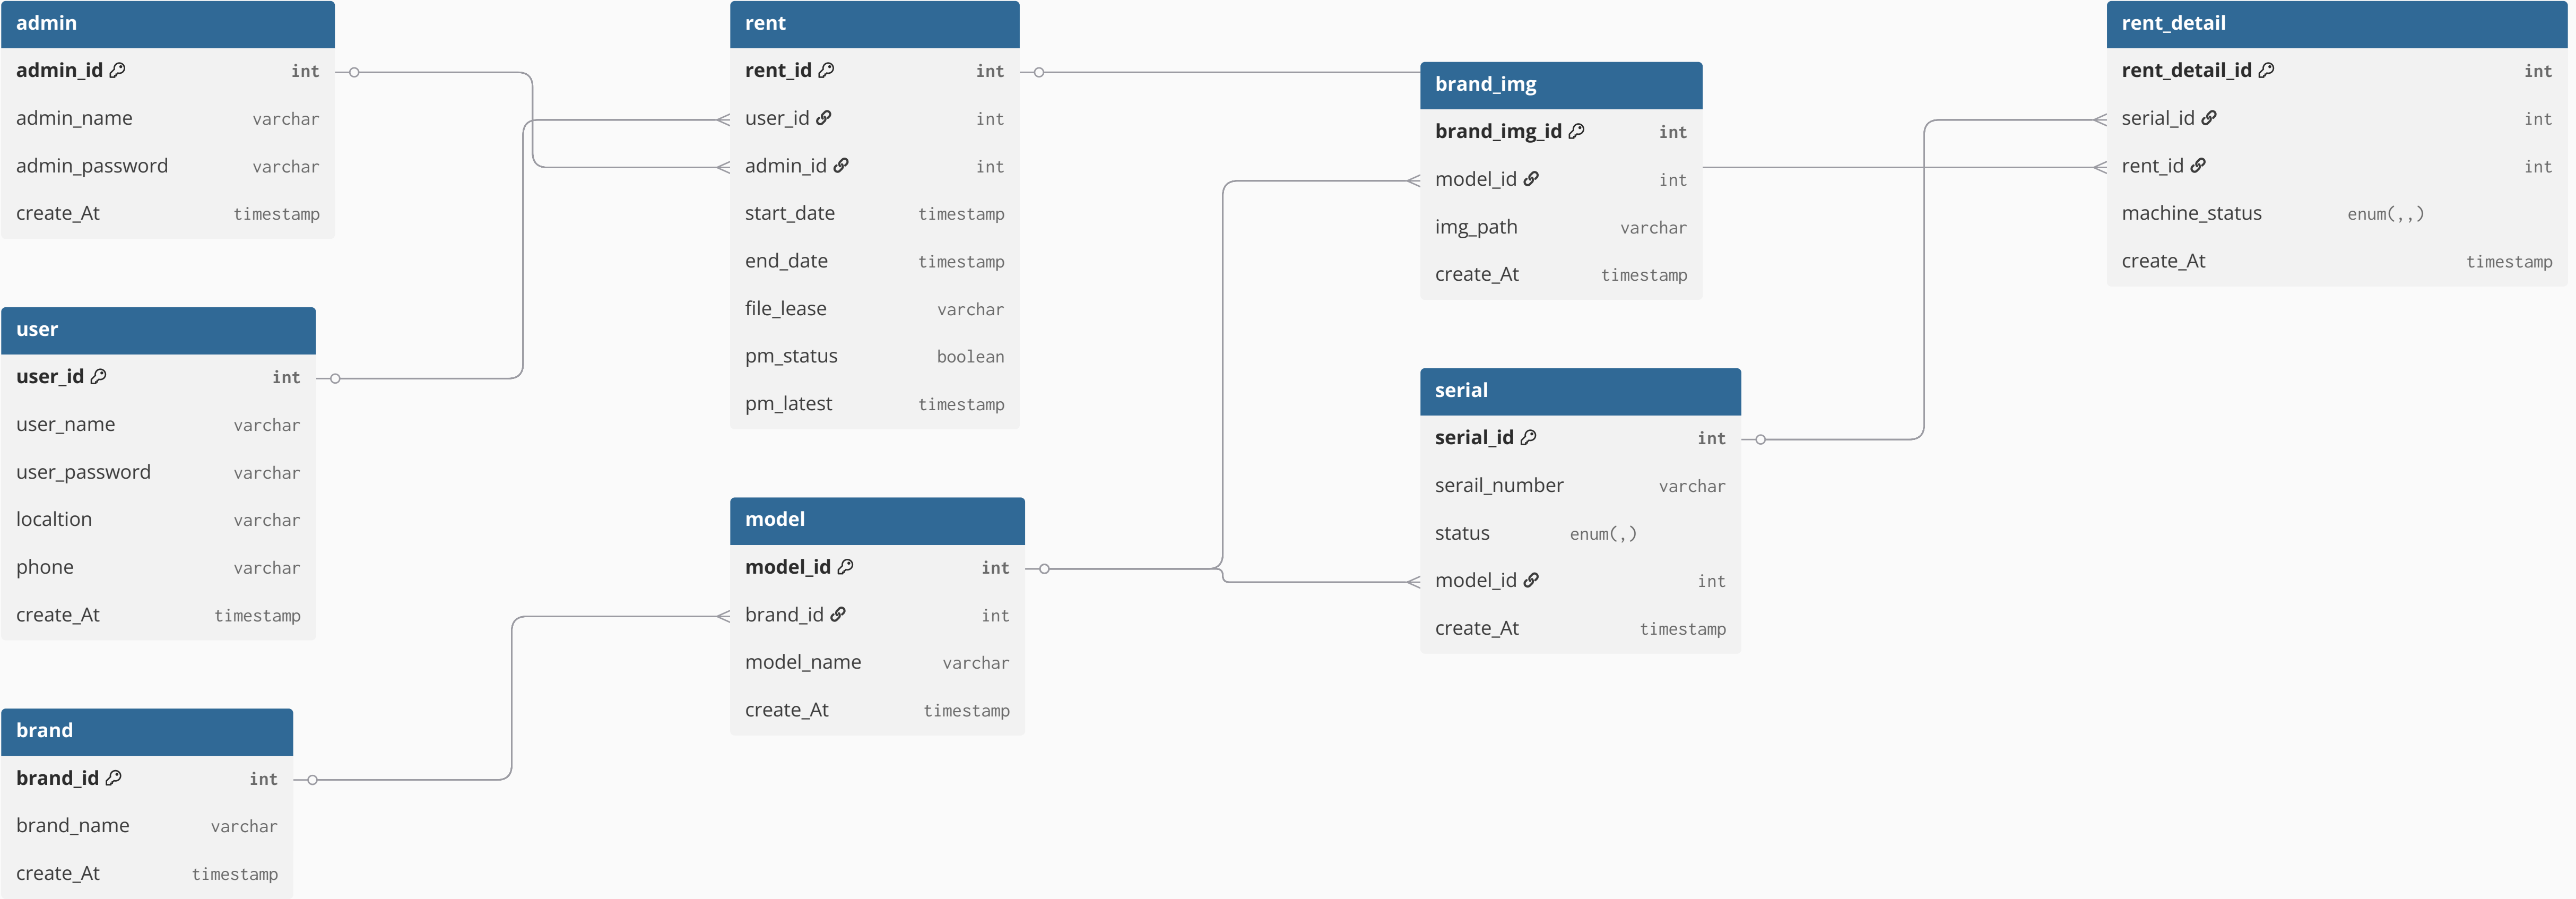 admin
admin_id int
admin_name varchar
admin_password varchar
create_At timestamp
user
user_id int
user_name varchar
user_password varchar
localtion varchar
phone varchar
create_At timestamp
brand
brand_id int
brand_name varchar
create_At timestamp
rent
rent_id int
user_id int
admin_id int
start_date timestamp
end_date timestamp
file_lease varchar
pm_status boolean
pm_latest timestamp
model
model_id int
brand_id int
model_name varchar
create_At timestamp
brand_img
brand_img_id int
model_id int
img_path varchar
create_At timestamp
serial
serial_id int
serail_number varchar
status enum(,)
model_id int
create_At timestamp
rent_detail
rent_detail_id int
serial_id int
rent_id int
machine_status enum(,,)
create_At timestamp